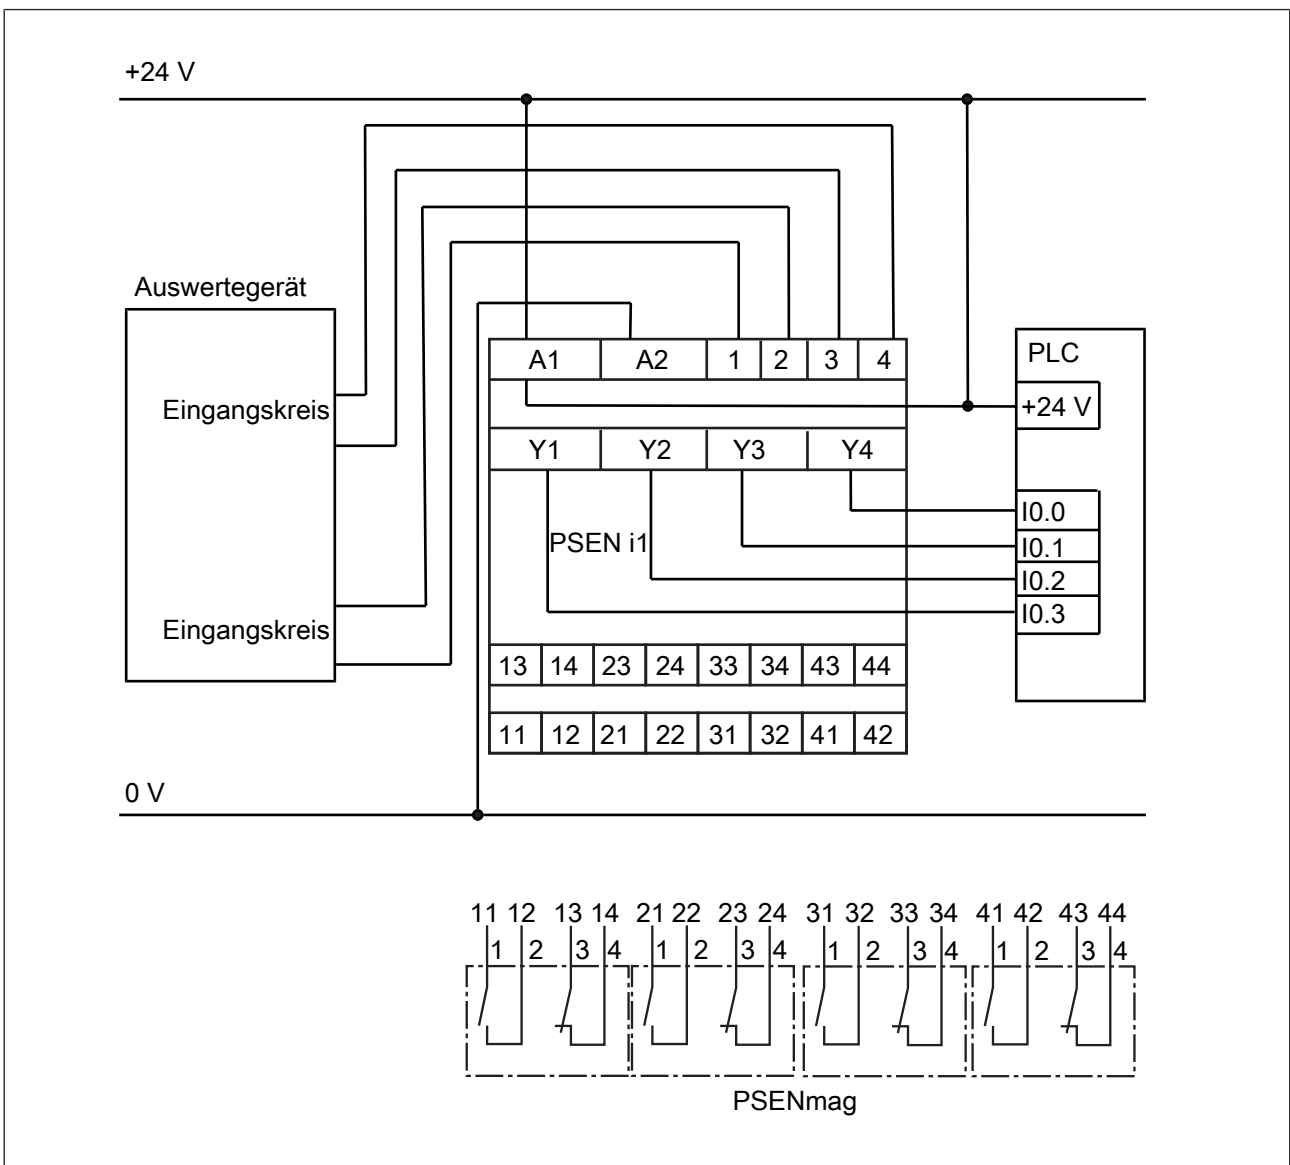 +24 V
Auswertegerät
A1 A2 1 2 3 4
PLC
Eingangskreis
+24 V
Y1 Y2 Y3 Y4
I0.0
PSEN i1
I0.1
I0.2
I0.3
Eingangskreis
13 14 23 24 33 34 43 44
11 12 21 22 31 32 41 42
0 V
11 12 13 14 21 22 23 24 31 32 33 34 41 42 43 44
1 2 3 4 1 2 3 4 1 2 3 4 1 2 3 4
PSENmag